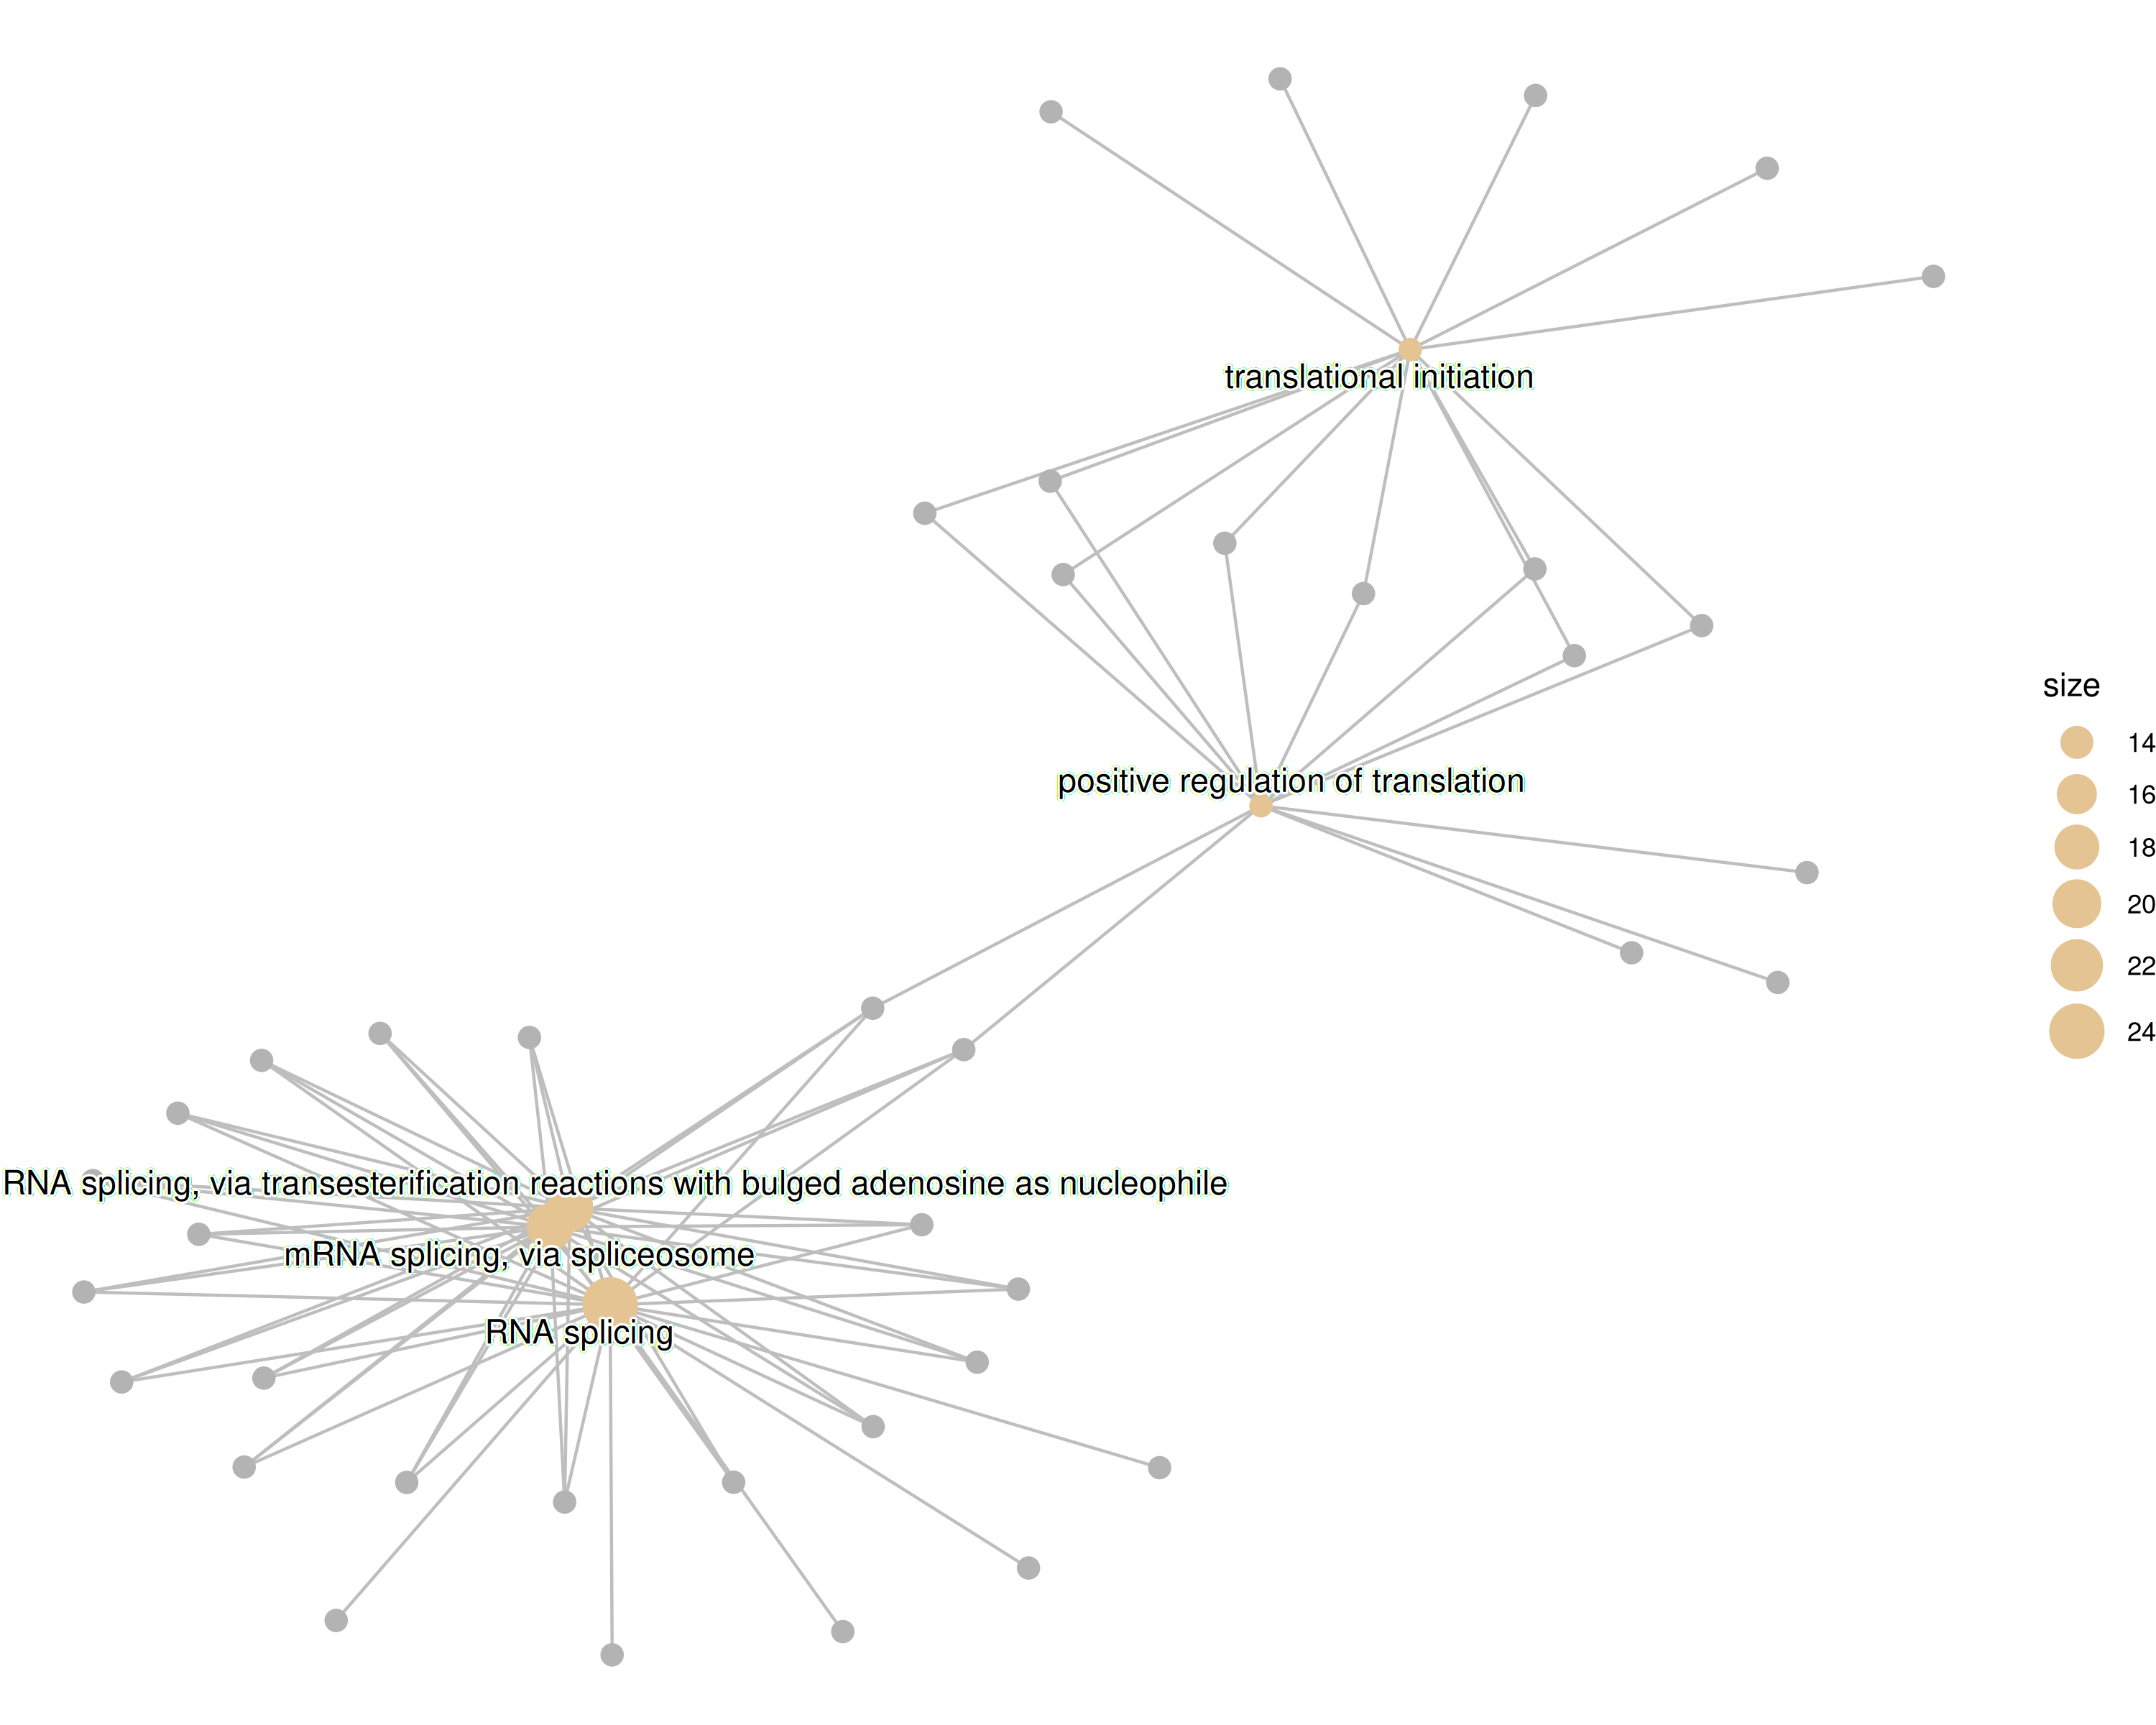 translational initiation
positive regulation of translation
RNA splicing, via transesterification reactions with bulged adenosine as nucleophile
mRNA splicing, via spliceosome
RNA splicing
size
14
16
18
20
22
24